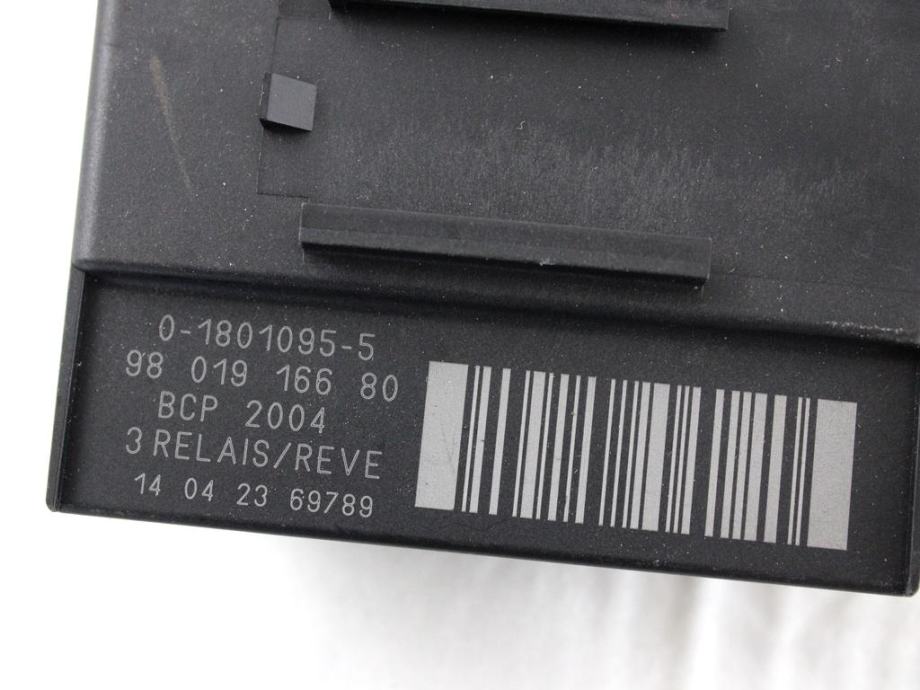 0-1801095-5
98 019 166 80
BCP 2004
3 RELAIS/REVE
14 04 23 69789